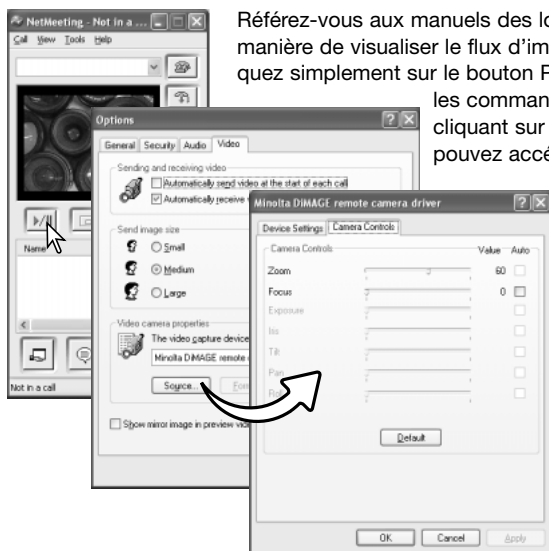 NetMeeting - Not in a ...
Call View Tools Help
Name
Not in a call
Référez-vous aux manuels des
manière de visualiser le flux
quez simplement sur le bouton
les
cliquant sur
pouvez
Options
General Security Audio Video
Sending and receiving video
Automatically send video at the start of each call
Automatically receive
Send image size
Small
Medium
Large
Video camera properties
The video capture device
Minolta DiMAGE remote
Source...
Show mirror image in preview
Minolta DiMAGE remote camera driver
Device Settings Camera Controls
Camera Controls Value Auto
Zoom 60
Focus 0
Exposure
Iris
Tilt
Pan
Default
OK Cancel Apply